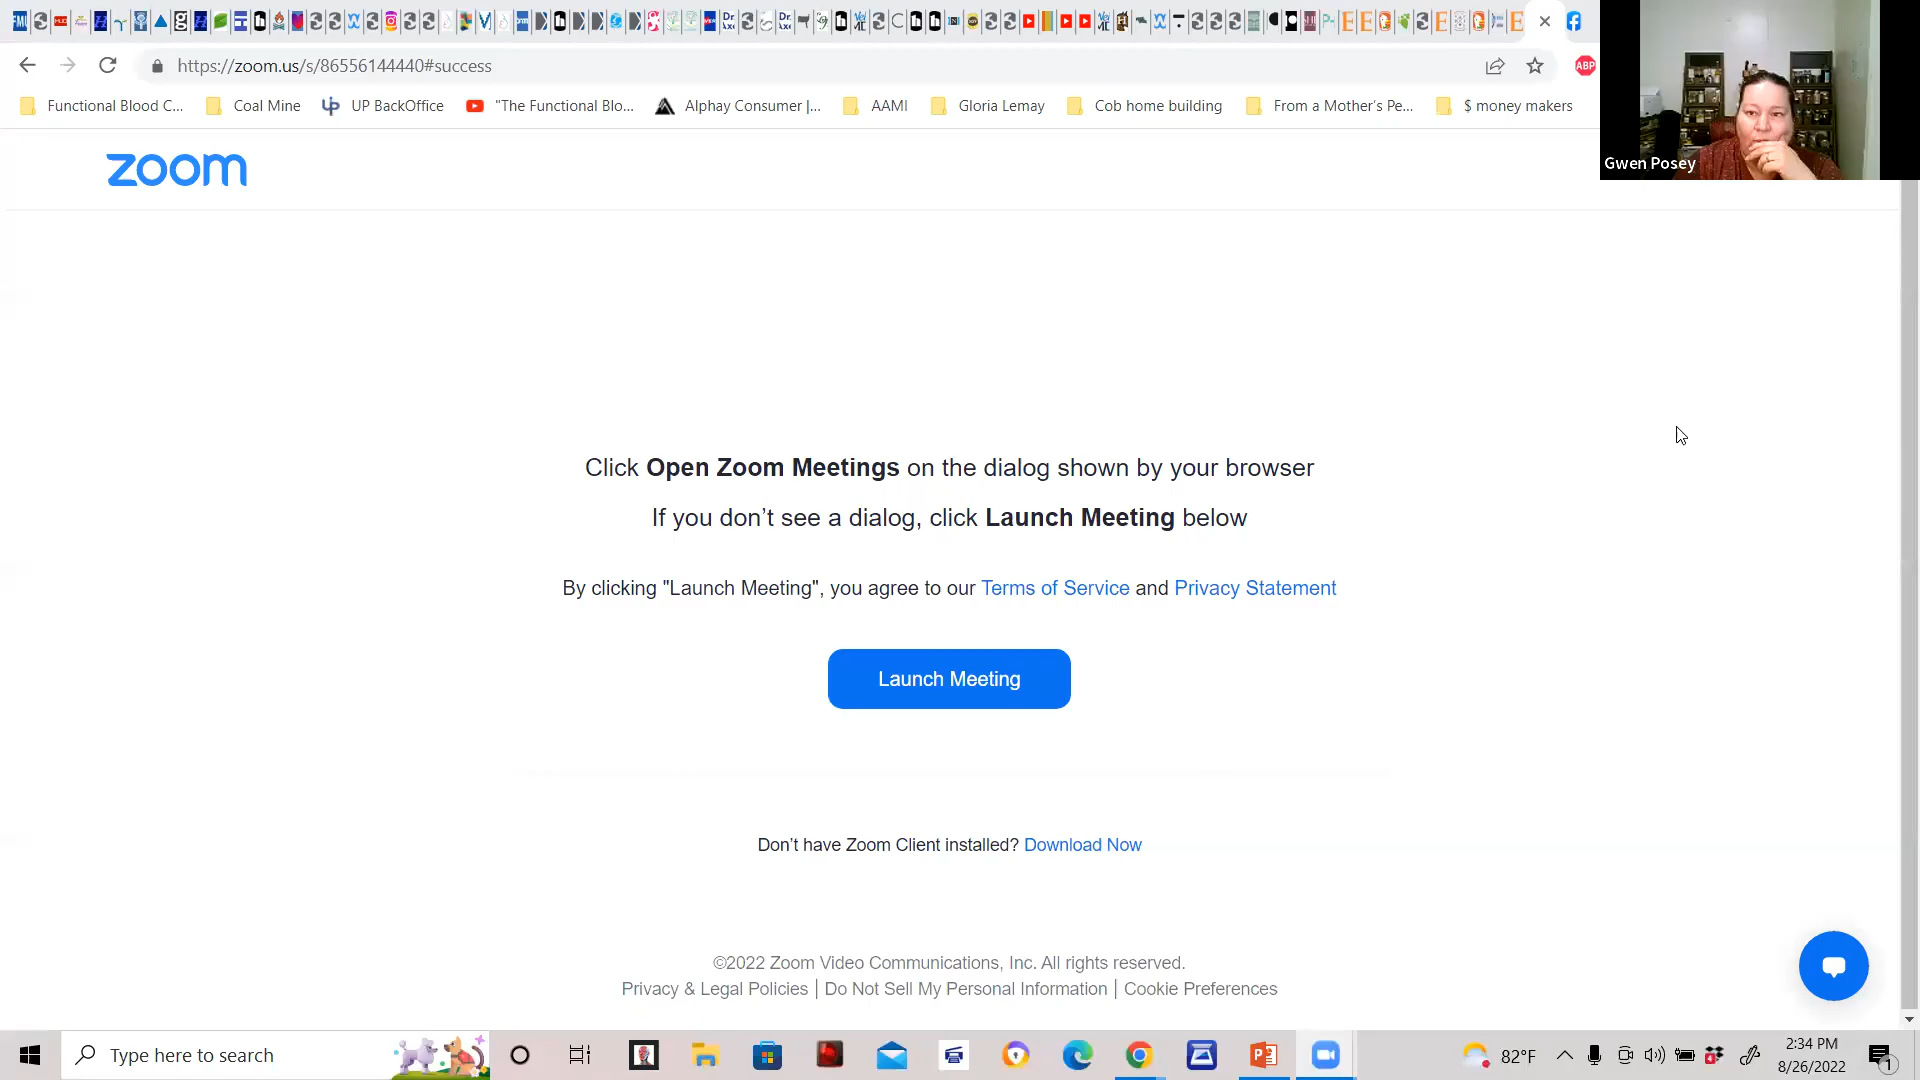 https://zoom.us/s/86556144440#success
ABP
Functional Blood C...
Coal Mine
UP BackOffice
"The Functional Blo...
Alphay Consumer |...
AAMI
Gloria Lemay
Cob home building
From a Mother's Pe...
$ money makers
Gwen Posey
zoom
Click Open Zoom Meetings on the dialog shown by your browser
If you don’t see a dialog, click Launch Meeting below
By clicking "Launch Meeting", you agree to our Terms of Service and Privacy Statement
Launch Meeting
Don’t have Zoom Client installed? Download Now
©2022 Zoom Video Communications, Inc. All rights reserved.
Privacy & Legal Policies | Do Not Sell My Personal Information | Cookie Preferences
Type here to search
82°F
2:34 PM
8/26/2022
1